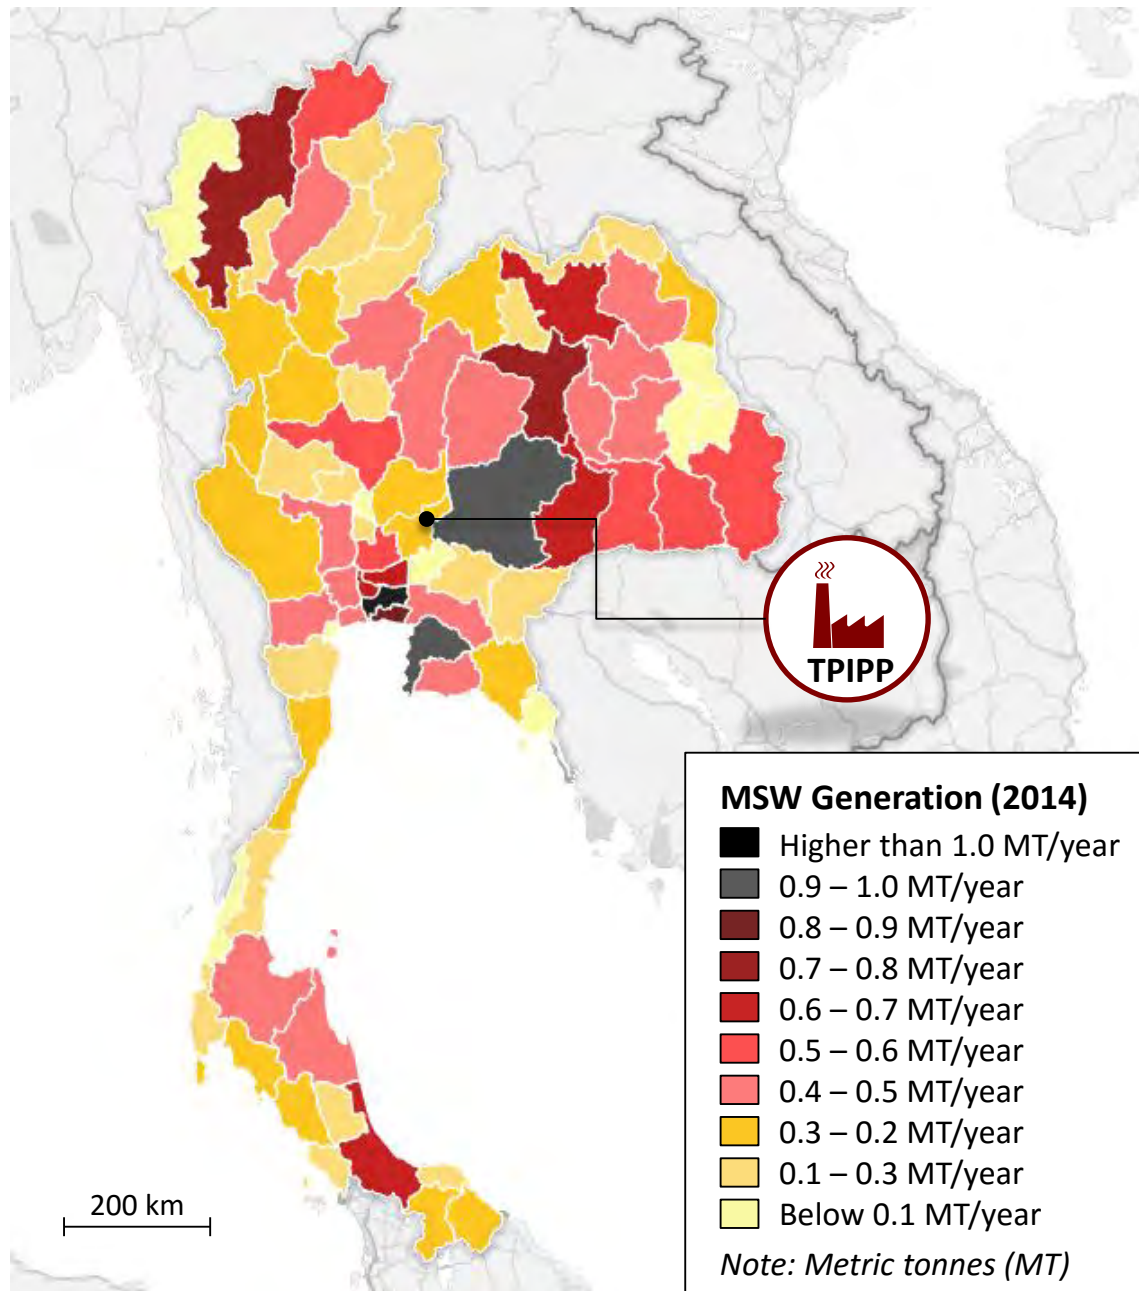 TPIPP
MSW Generation (2014)
Higher than 1.0 MT/year
0.9 – 1.0 MT/year
0.8 – 0.9 MT/year
0.7 – 0.8 MT/year
0.6 – 0.7 MT/year
0.5 – 0.6 MT/year
0.4 – 0.5 MT/year
0.3 – 0.2 MT/year
0.1 – 0.3 MT/year
Below 0.1 MT/year
Note: Metric tonnes (MT)
200 km